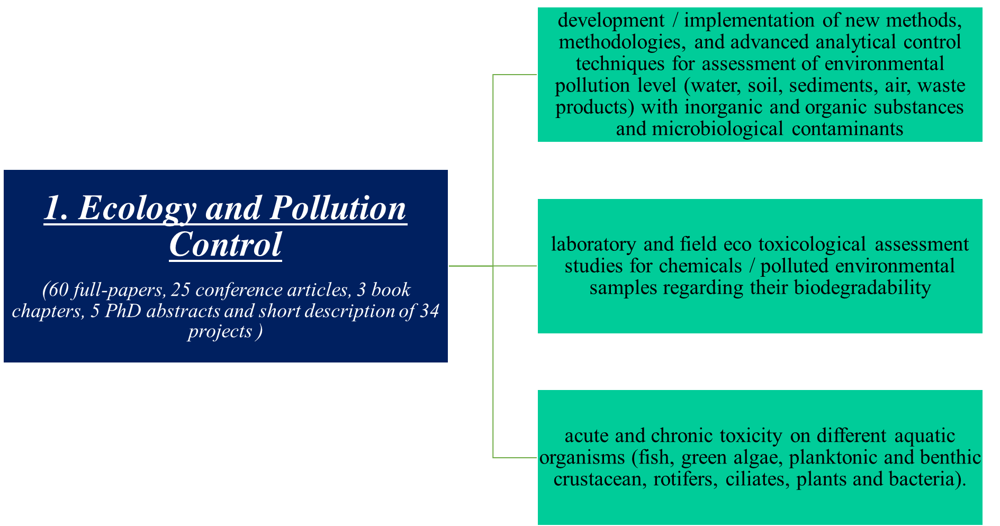 development / implementation of new methods,
methodologies, and advanced analytical control
techniques for assessment of environmental
pollution level (water, soil, sediments, air, waste
products) with inorganic and organic substances
and microbiological contaminants
1. Ecology and Pollution
Control
(60 full-papers, 25 conference articles, 3 book
chapters, 5 PhD abstracts and short description of 34
projects )
laboratory and field eco toxicological assessment
studies for chemicals / polluted environmental
samples regarding their biodegradability
acute and chronic toxicity on different aquatic
organisms (fish, green algae, planktonic and benthic
crustacean, rotifers, ciliates, plants and bacteria).